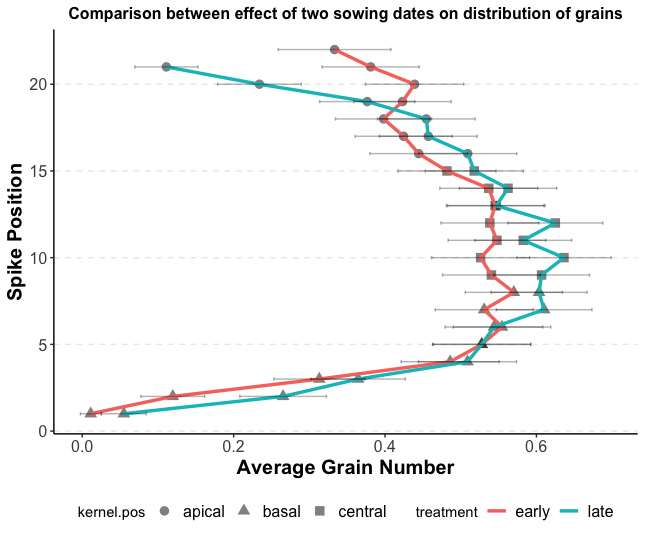 Comparison between effect of two sowing dates on distribution of grains
Spike Position
20
15
10
5
0
0.0 0.2 0.4 0.6
Average Grain Number
kernel.pos apical basal central treatment early late